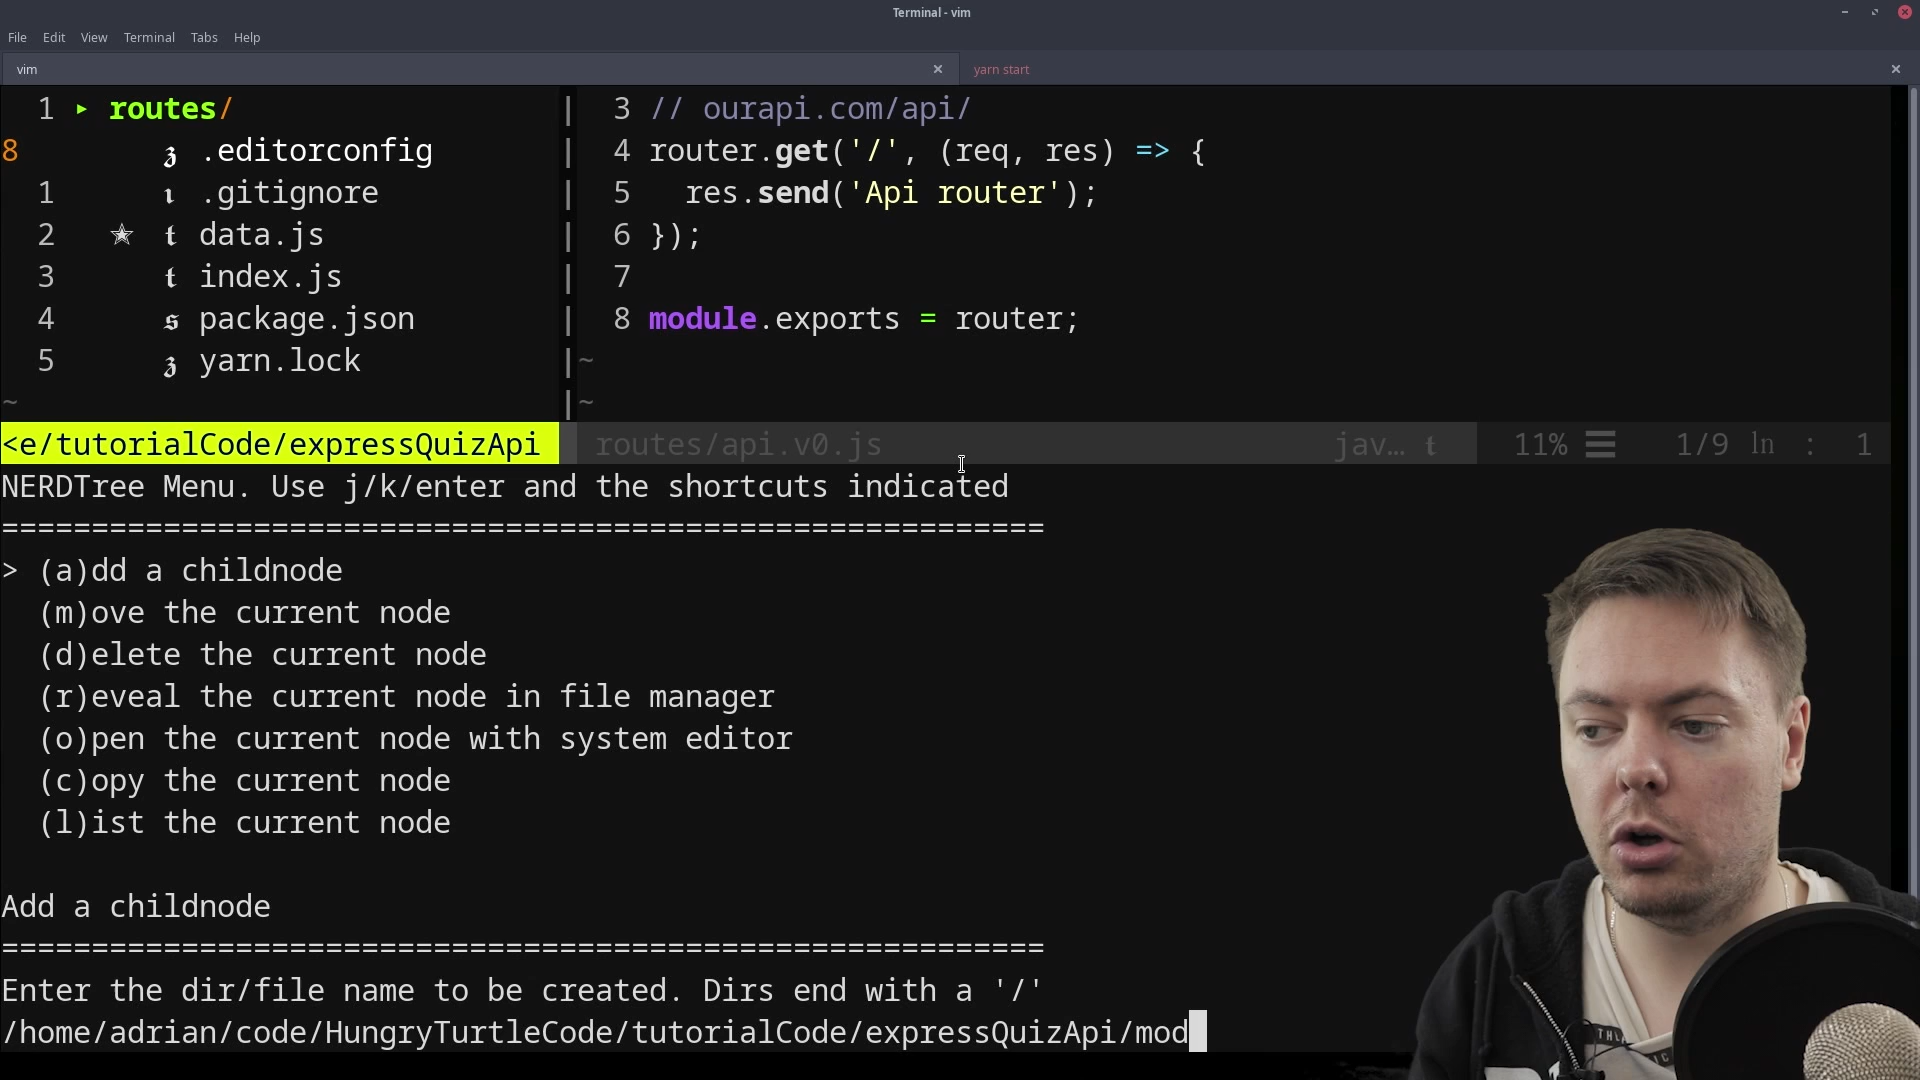 Terminal - vim
File Edit View Terminal Tabs Help
vim
yarn start
1 ▸ routes/
8 .editorconfig
1 .gitignore
2 ☆ t data.js
3 t index.js
4 s package.json
5 yarn.lock
~
3 // ourapi.com/api/
4 router.get('/', (req, res) => {
5 res.send('Api router');
6 });
7
8 module.exports = router;
~
~
<e/tutorialCode/expressQuizApi
routes/api.v0.js jav… t 11% ☰ 1/9 ln : 1
NERDTree Menu. Use j/k/enter and the shortcuts indicated
==========================================================
> (a)dd a childnode
(m)ove the current node
(d)elete the current node
(r)eveal the current node in file manager
(o)pen the current node with system editor
(c)opy the current node
(l)ist the current node
Add a childnode
==========================================================
Enter the dir/file name to be created. Dirs end with a '/'
/home/adrian/code/HungryTurtleCode/tutorialCode/expressQuizApi/mod